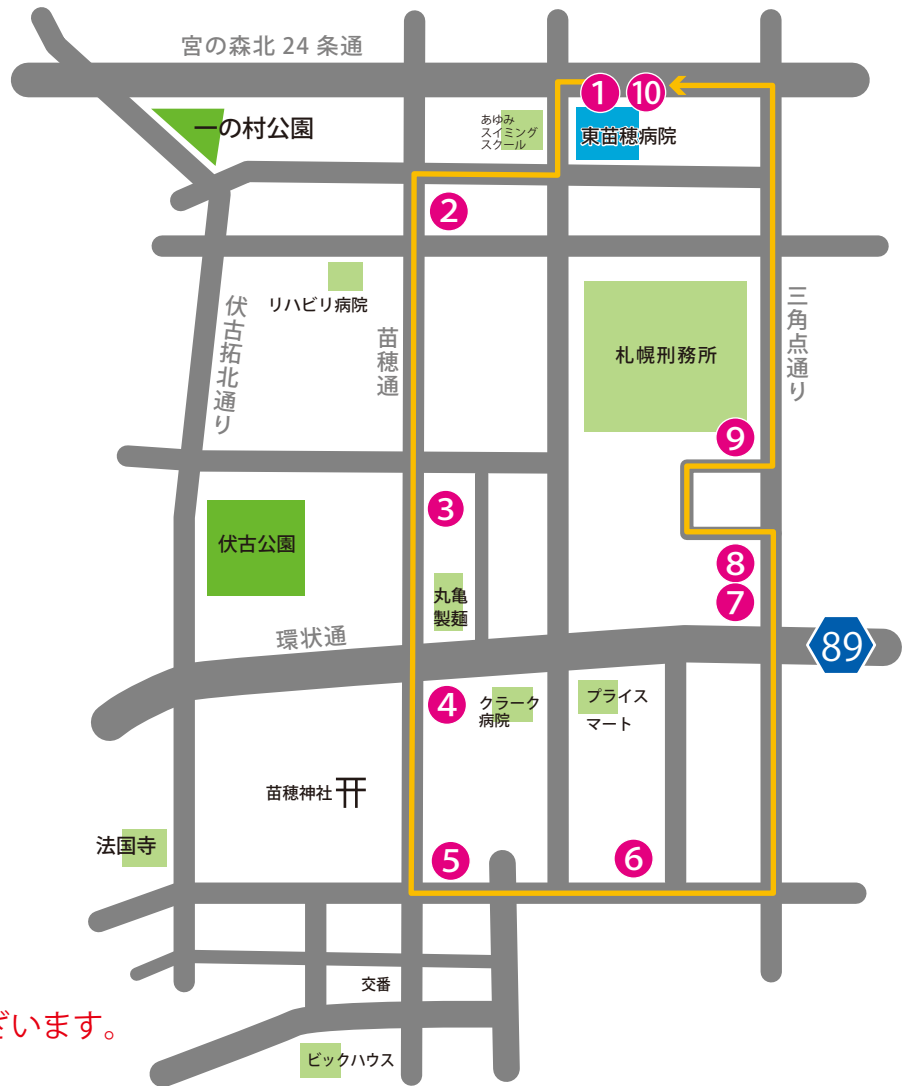 宮の森北24条通
1
10
一の村公園
あゆみ
スイミング
スクール
東苗穂病院
2
リハビリ病院
伏古拓北通り
苗穂通
札幌刑務所
三角点通り
9
3
伏古公園
8
7
丸亀
製麺
環状通
89
4
クラーク
病院
プライス
マート
苗穂神社
法国寺
5
6
交番
ざいます。
ビックハウス